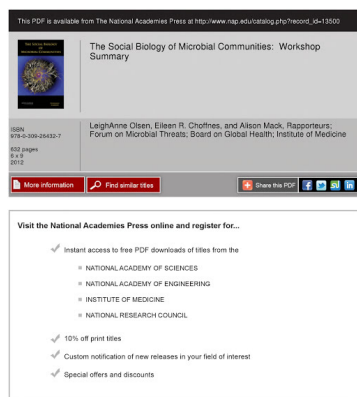 This PDF is available from The National Academies Press at http://www.nap.edu/catalog.php?record_id=13500
The Social Biology of Microbial Communities: Workshop
Summary
ISBN
978-0-309-26432-7
632 pages
6 x 9
2012
LeighAnne Olsen, Eileen R. Choffnes, and Alison Mack, Rapporteurs;
Forum on Microbial Threats; Board on Global Health; Institute of Medicine
More information
Find similar titles
Share this PDF
Visit the National Academies Press online and register for...
Instant access to free PDF downloads of titles from the
NATIONAL ACADEMY OF SCIENCES
NATIONAL ACADEMY OF ENGINEERING
INSTITUTE OF MEDICINE
NATIONAL RESEARCH COUNCIL
10% off print titles
Custom notification of new releases in your field of interest
Special offers and discounts